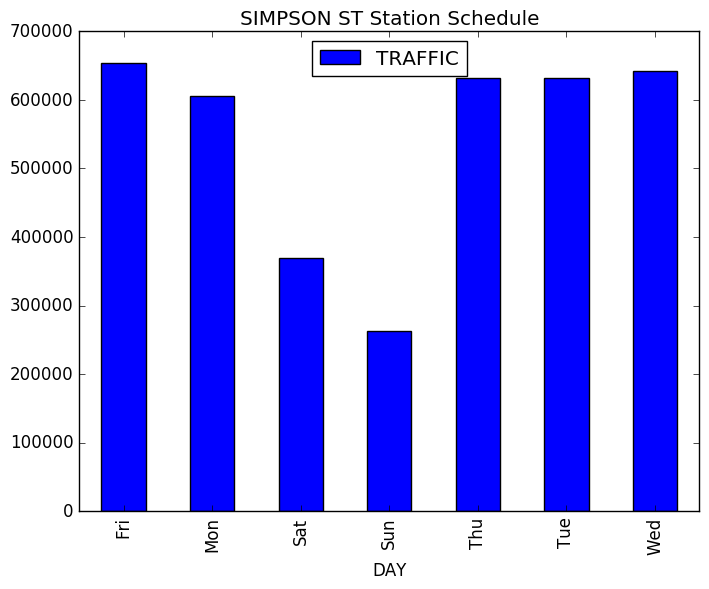 SIMPSON ST Station Schedule
TRAFFIC
700000
600000
500000
400000
300000
200000
100000
0
Fri
Mon
Sat
Sun
Thu
Tue
Wed
DAY